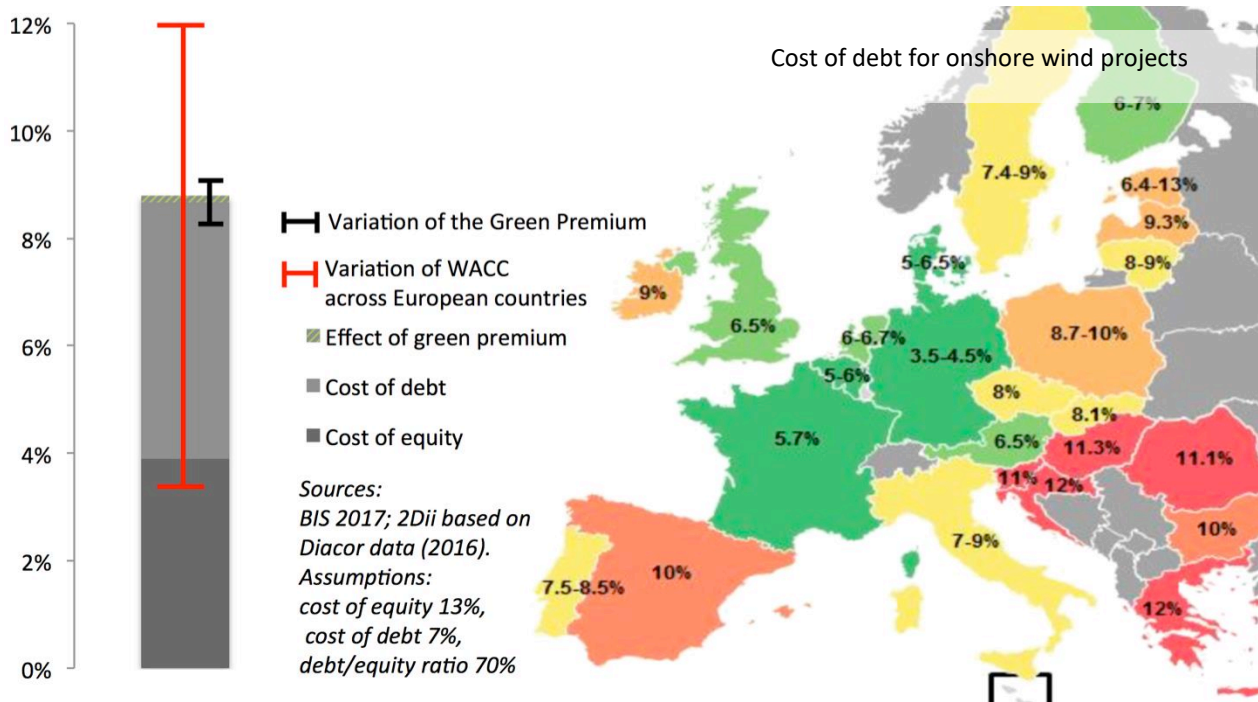 12%
10%
8%
6%
4%
2%
0%
Variation of the Green Premium
Variation of WACC
across European countries
Effect of green premium
Cost of debt
Cost of equity
Sources:
BIS 2017; 2Dii based on
Diacor data (2016).
Assumptions:
cost of equity 13%,
cost of debt 7%,
debt/equity ratio 70%
Cost of debt for onshore wind projects
6-7%
7.4-9%
6.4-13%
9.3%
8-9%
5-6.5%
9%
6.5%
6-6.7%
3.5-4.5%
8.7-10%
5-6%
8%
8.1%
5.7%
6.5%
11.3%
11.1%
11%
12%
10%
7-9%
7.5-8.5%
10%
12%